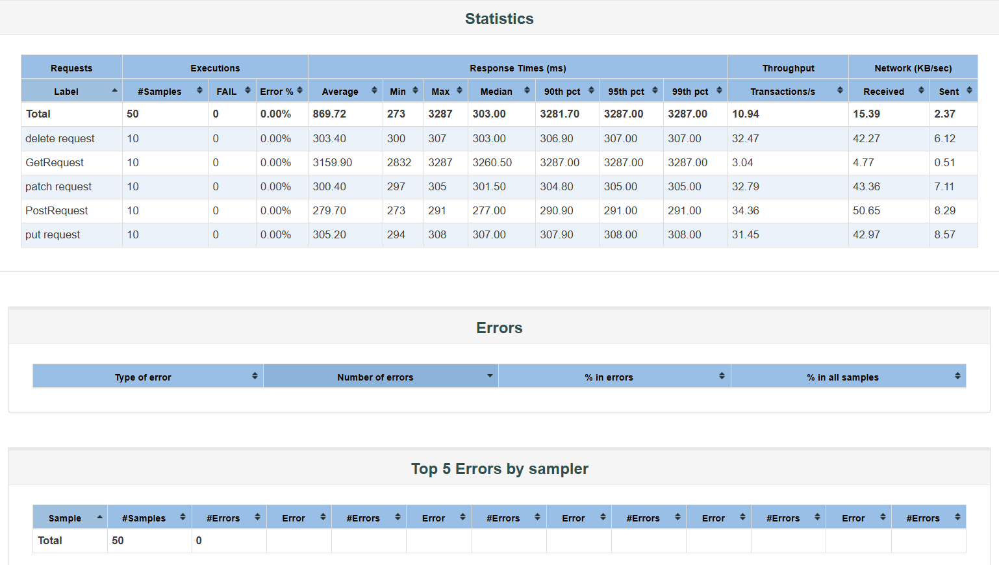 Statistics
Requests Executions Response Times (ms) Throughput Network (KB/sec)
Label #Samples FAIL Error % Average Min Max Median 90th pct 95th pct 99th pct Transactions/s Received Sent
Total 50 0 0.00% 869.72 273 3287 303.00 3281.70 3287.00 3287.00 10.94 15.39 2.37
delete request 10 0 0.00% 303.40 300 307 303.00 306.90 307.00 307.00 32.47 42.27 6.12
GetRequest 10 0 0.00% 3159.90 2832 3287 3260.50 3287.00 3287.00 3287.00 3.04 4.77 0.51
patch request 10 0 0.00% 300.40 297 305 301.50 304.80 305.00 305.00 32.79 43.36 7.11
PostRequest 10 0 0.00% 279.70 273 291 277.00 290.90 291.00 291.00 34.36 50.65 8.29
put request 10 0 0.00% 305.20 294 308 307.00 307.90 308.00 308.00 31.45 42.97 8.57
Errors
Type of error Number of errors % in errors % in all samples
Top 5 Errors by sampler
Sample #Samples #Errors Error #Errors Error #Errors Error #Errors Error #Errors Error #Errors
Total 50 0